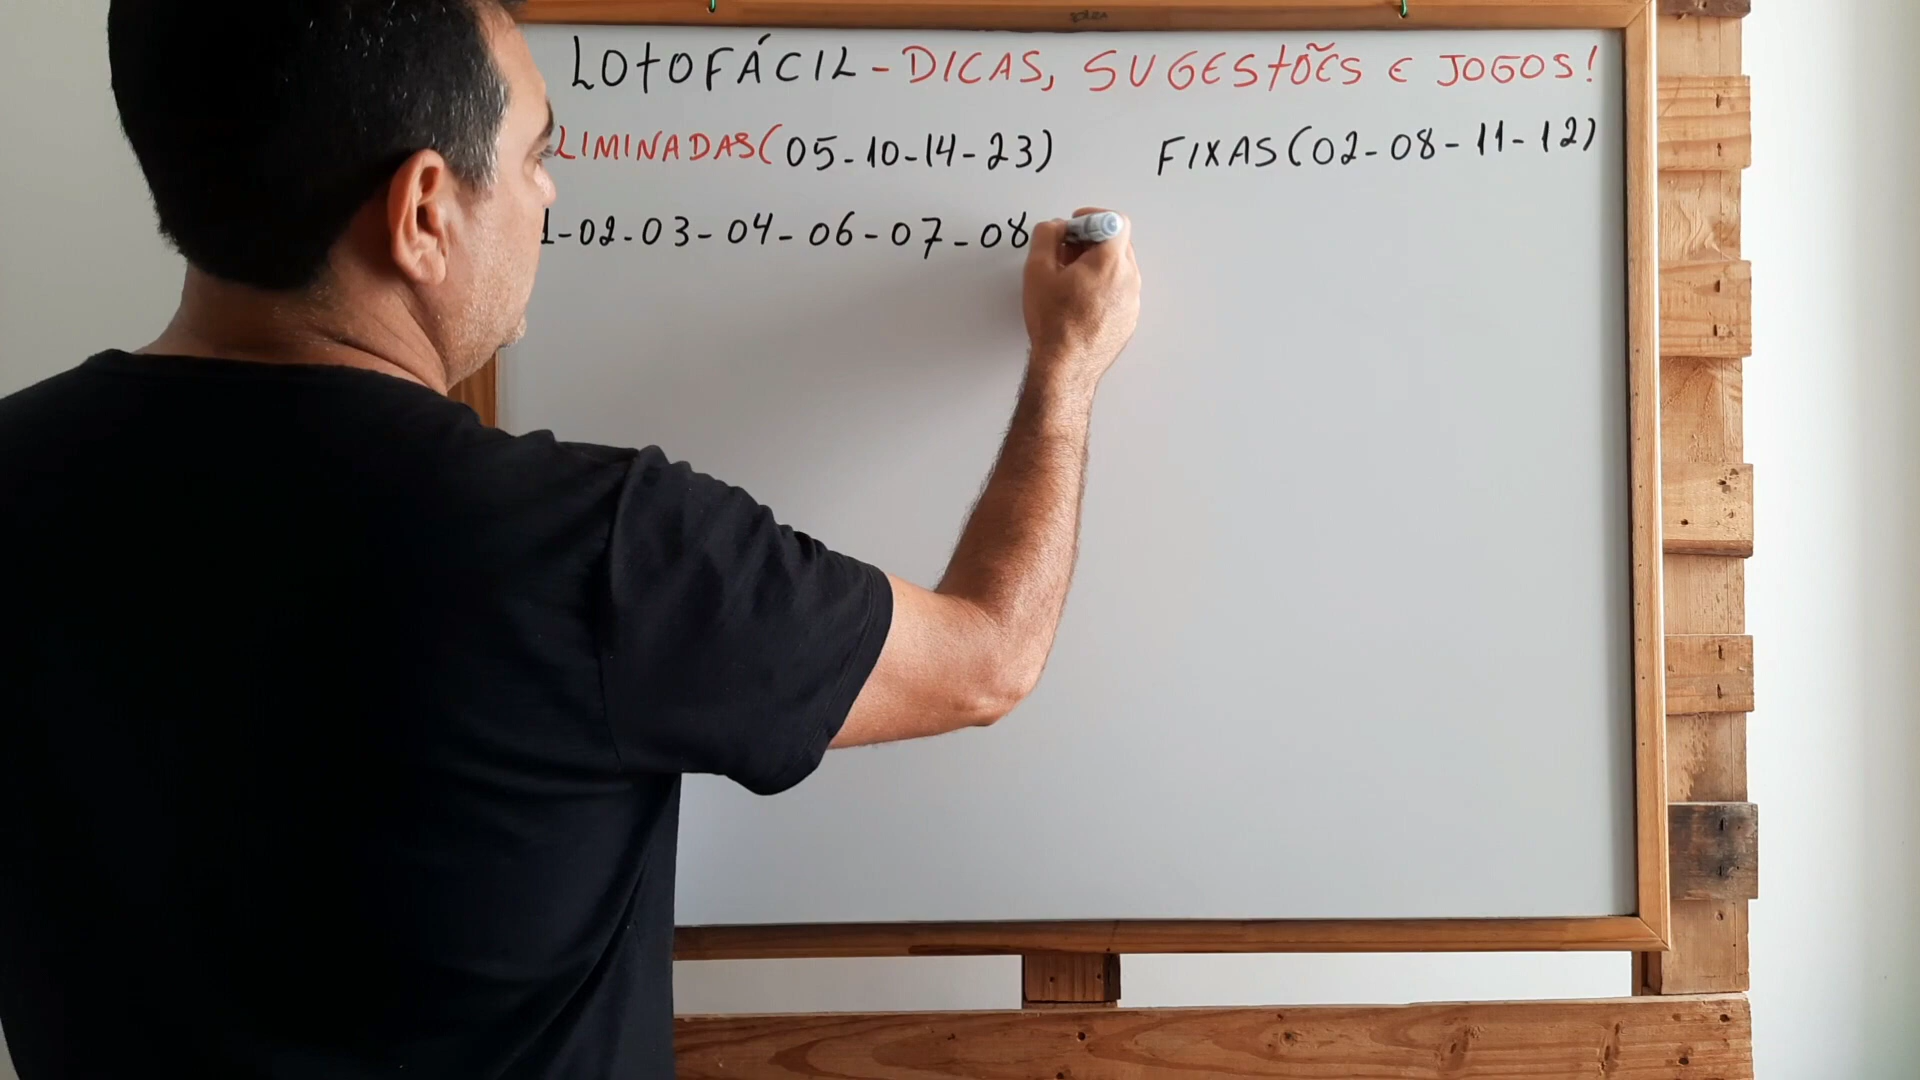 LOTOFÁCIL - DICAS, SUGESTÕES E JOGOS!
LIMINADAS(05-10-14-23) FIXAS(02-08-11-12)
1-02-03-04-06-07-08